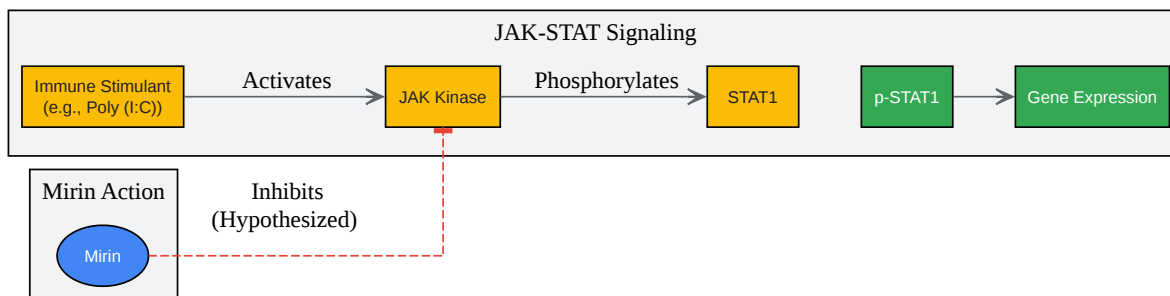 JAK-STAT Signaling
Immune Stimulant
(e.g., Poly (I:C))
Activates
JAK Kinase
Phosphorylates
STAT1
p-STAT1
Gene Expression
Mirin Action
Inhibits
(Hypothesized)
Mirin